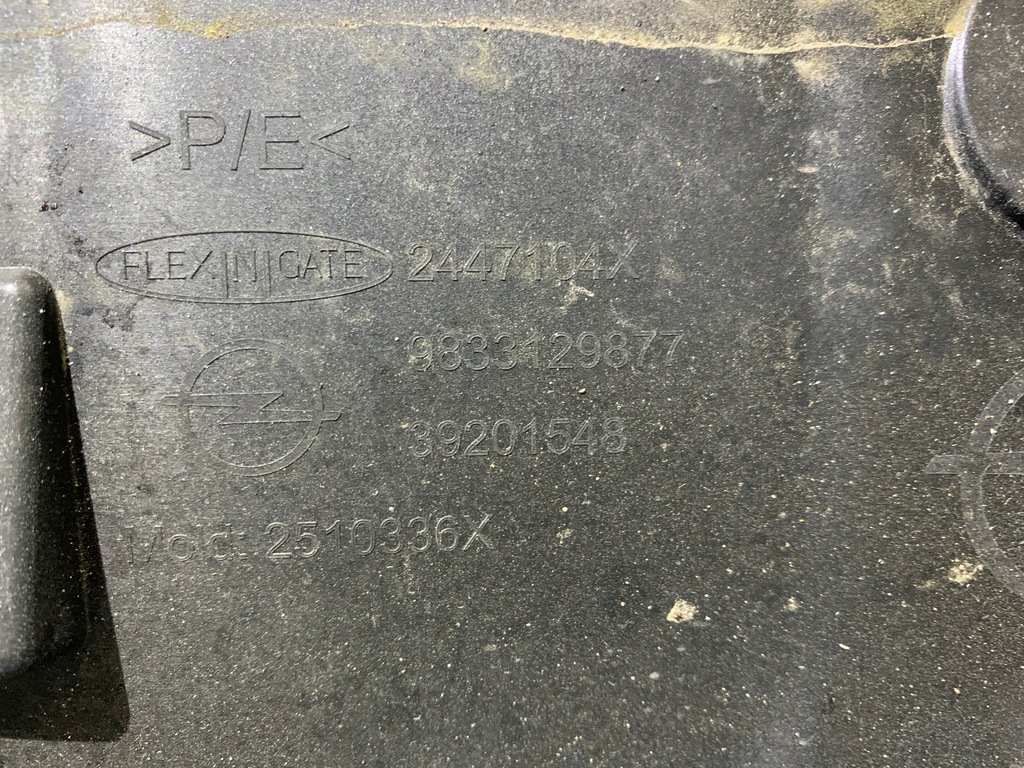 >P/E<
FLEX|N|GATE 2447104X
9833129877
39201548
Mold: 2510336X